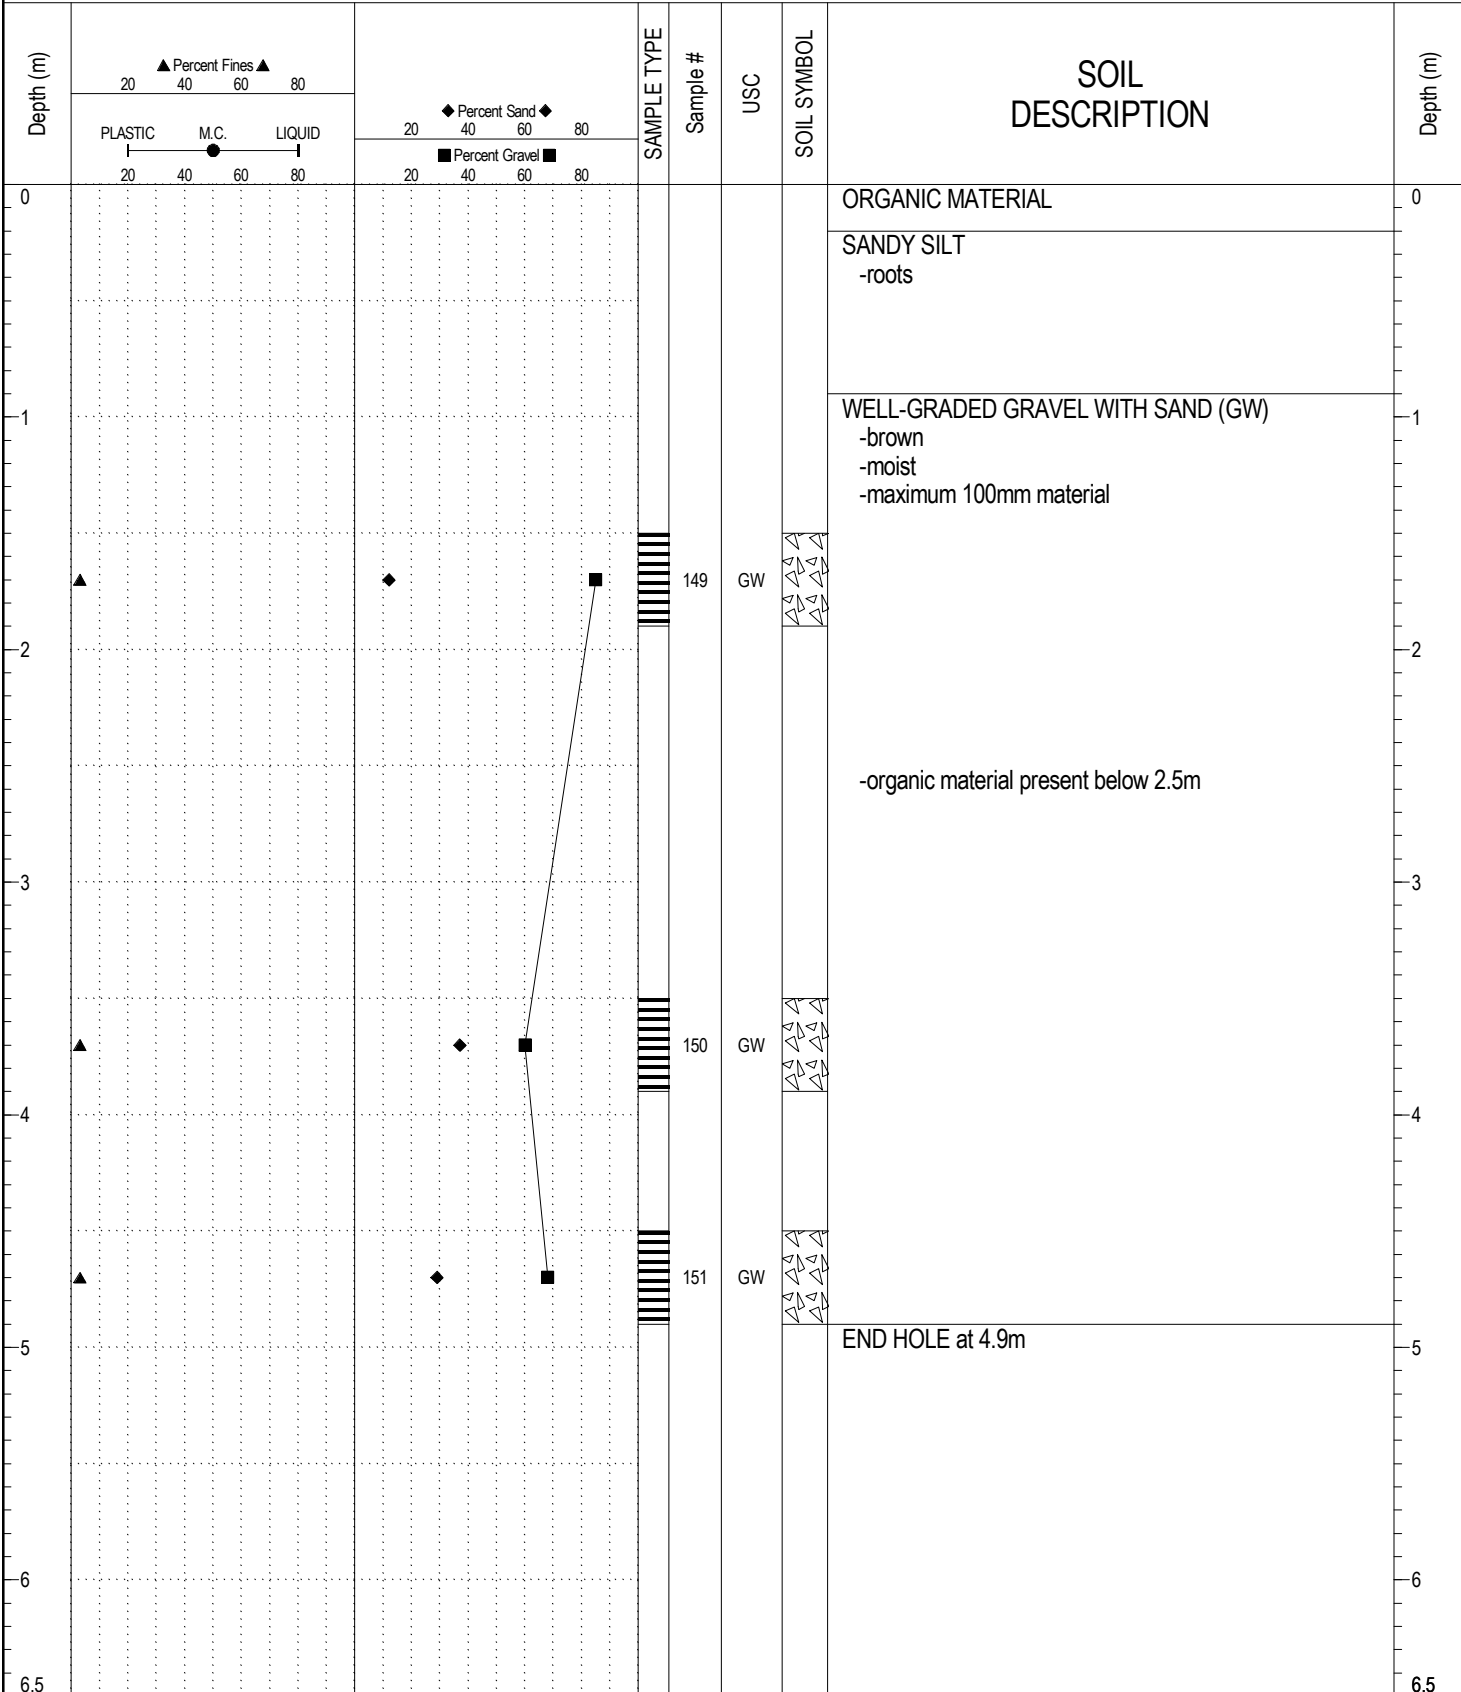 Depth (m)
▲ Percent Fines ▲
20 40 60 80
PLASTIC M.C. LIQUID
20 40 60 80
◆ Percent Sand ◆
20 40 60 80
■ Percent Gravel ■
20 40 60 80
SAMPLE TYPE
Sample #
USC
SOIL SYMBOL
SOIL
DESCRIPTION
Depth (m)
0 ORGANIC MATERIAL 0
SANDY SILT
-roots
1 WELL-GRADED GRAVEL WITH SAND (GW) 1
-brown
-moist
-maximum 100mm material
149 GW
2 2
-organic material present below 2.5m
3 3
150 GW
4 4
151 GW
END HOLE at 4.9m
5 5
6 6
6.5 6.5